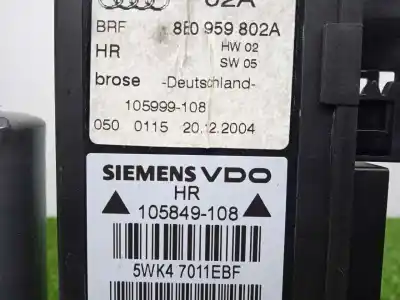 02A
BRF 8E0 959 802A
HR HW 02
SW 05
brose -Deutschland-
105999-108
050 0115 20.12.2004
SIEMENS VDO
HR
105849-108
5WK4 7011EBF